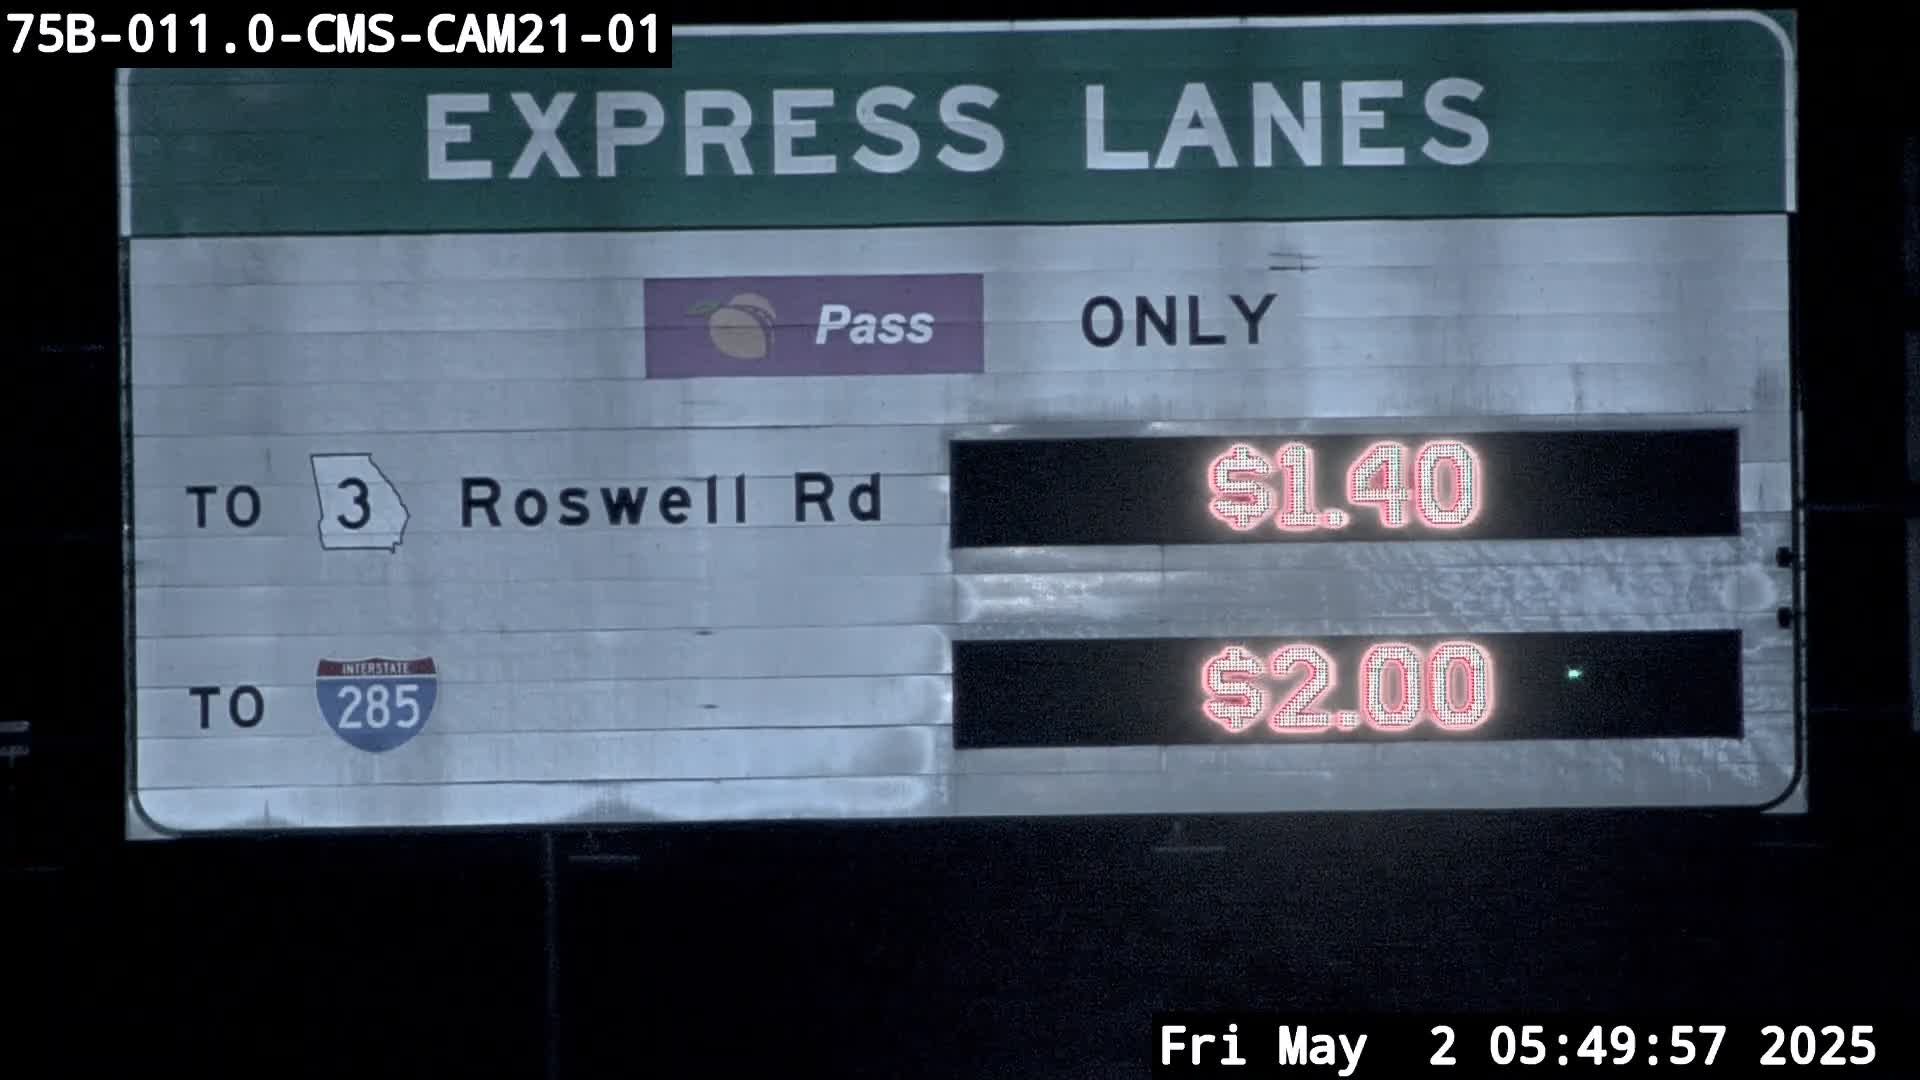 75B-011.0-CMS-CAM21-01
EXPRESS LANES
Pass ONLY
TO 3 Roswell Rd $1.40
TO INTERSTATE 285 $2.00
Fri May 2 05:49:57 2025